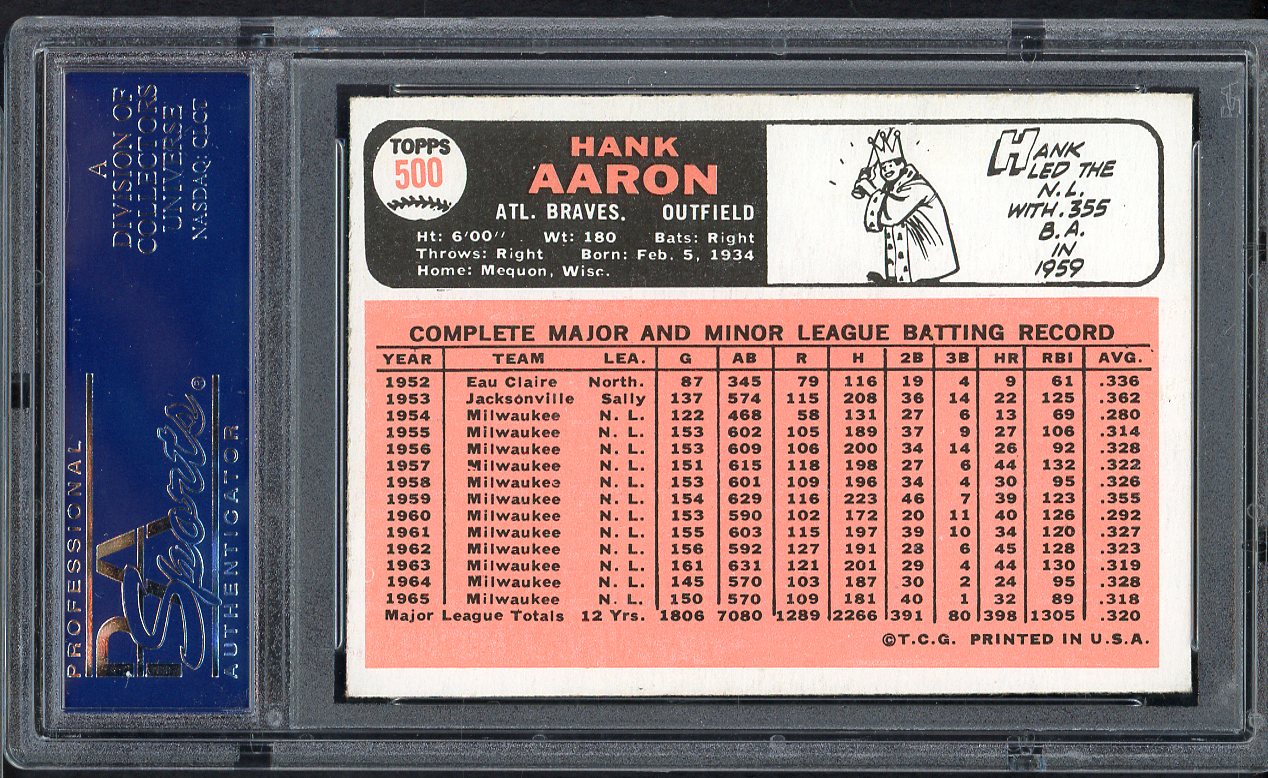 A
DIVISION OF
COLLECTORS
UNIVERSE
NASDAQ: CLCT
PROFESSIONAL
PSA
Sports®
AUTHENTICATOR
TOPPS
500
HANK
AARON
ATL. BRAVES. OUTFIELD
Ht: 6'00" Wt: 180 Bats: Right
Throws: Right Born: Feb. 5, 1934
Home: Mequon, Wisc.
HANK
LED THE
N.L.
WITH .355
B.A.
IN
1959
COMPLETE MAJOR AND MINOR LEAGUE BATTING RECORD
YEAR TEAM LEA. G AB R H 2B 3B HR RBI AVG.
1952 Eau Claire North. 87 345 79 116 19 4 9 61 .336
1953 Jacksonville Sally 137 574 115 208 36 14 22 125 .362
1954 Milwaukee N. L. 122 468 58 131 27 6 13 69 .280
1955 Milwaukee N. L. 153 602 105 189 37 9 27 106 .314
1956 Milwaukee N. L. 153 609 106 200 34 14 26 92 .328
1957 Milwaukee N. L. 151 615 118 198 27 6 44 132 .322
1958 Milwaukee N. L. 153 601 109 196 34 4 30 95 .326
1959 Milwaukee N. L. 154 629 116 223 46 7 39 123 .355
1960 Milwaukee N. L. 153 590 102 172 20 11 40 126 .292
1961 Milwaukee N. L. 155 603 115 197 39 10 34 120 .327
1962 Milwaukee N. L. 156 592 127 191 28 6 45 128 .323
1963 Milwaukee N. L. 161 631 121 201 29 4 44 130 .319
1964 Milwaukee N. L. 145 570 103 187 30 2 24 95 .328
1965 Milwaukee N. L. 150 570 109 181 40 1 32 89 .318
Major League Totals 12 Yrs. 1806 7080 1289 2266 391 80 398 1305 .320
©T.C.G. PRINTED IN U.S.A.